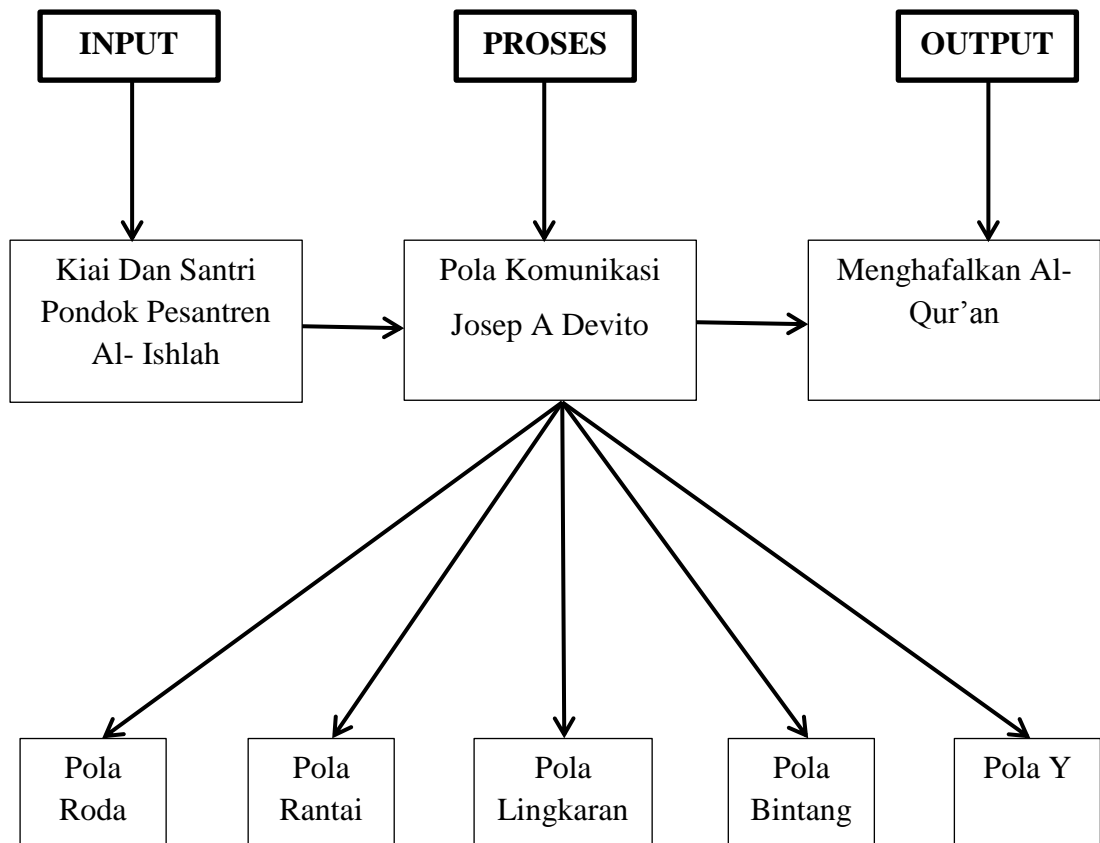 INPUT
PROSES
OUTPUT
Kiai Dan Santri
Pondok Pesantren
Al- Ishlah
Pola Komunikasi
Josep A Devito
Menghafalkan Al-
Qur’an
Pola
Roda
Pola
Rantai
Pola
Lingkaran
Pola
Bintang
Pola Y